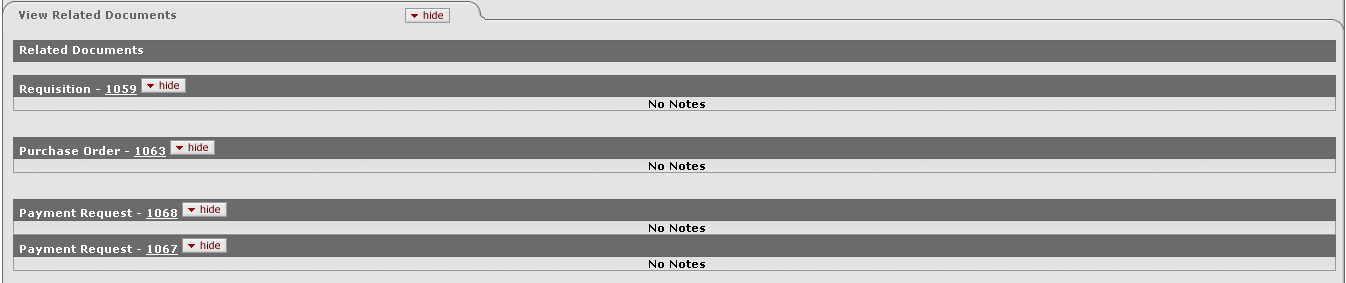 View Related Documents hide
Related Documents
Requisition - 1059 hide
No Notes
Purchase Order - 1063 hide
No Notes
Payment Request - 1068 hide
No Notes
Payment Request - 1067 hide
No Notes